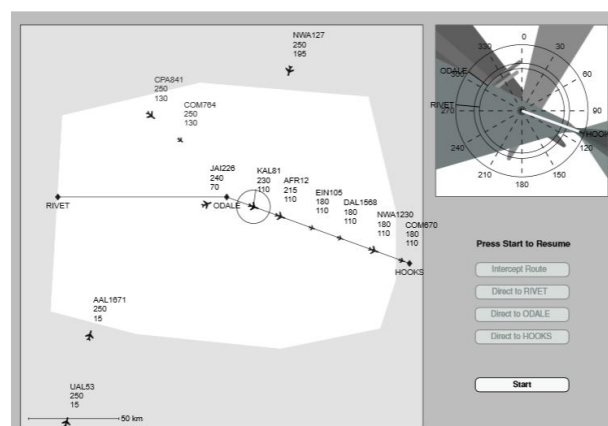 NWA127
250
195
CPA841
250
130
COM764
250
130
JAI226
240
70
KAL81
230
110
AFR12
215
110
EIN105
180
110
DAL1568
180
110
NWA1230
180
110
COM670
180
110
RIVET
ODALE
HOOKS
AAL1671
250
15
UAL53
250
15
50 km
0
30
60
90
120
150
180
210
240
270
300
330
ODALE
RIVET
HOOKS
Press Start to Resume
Intercept Route
Direct to RIVET
Direct to ODALE
Direct to HOOKS
Start